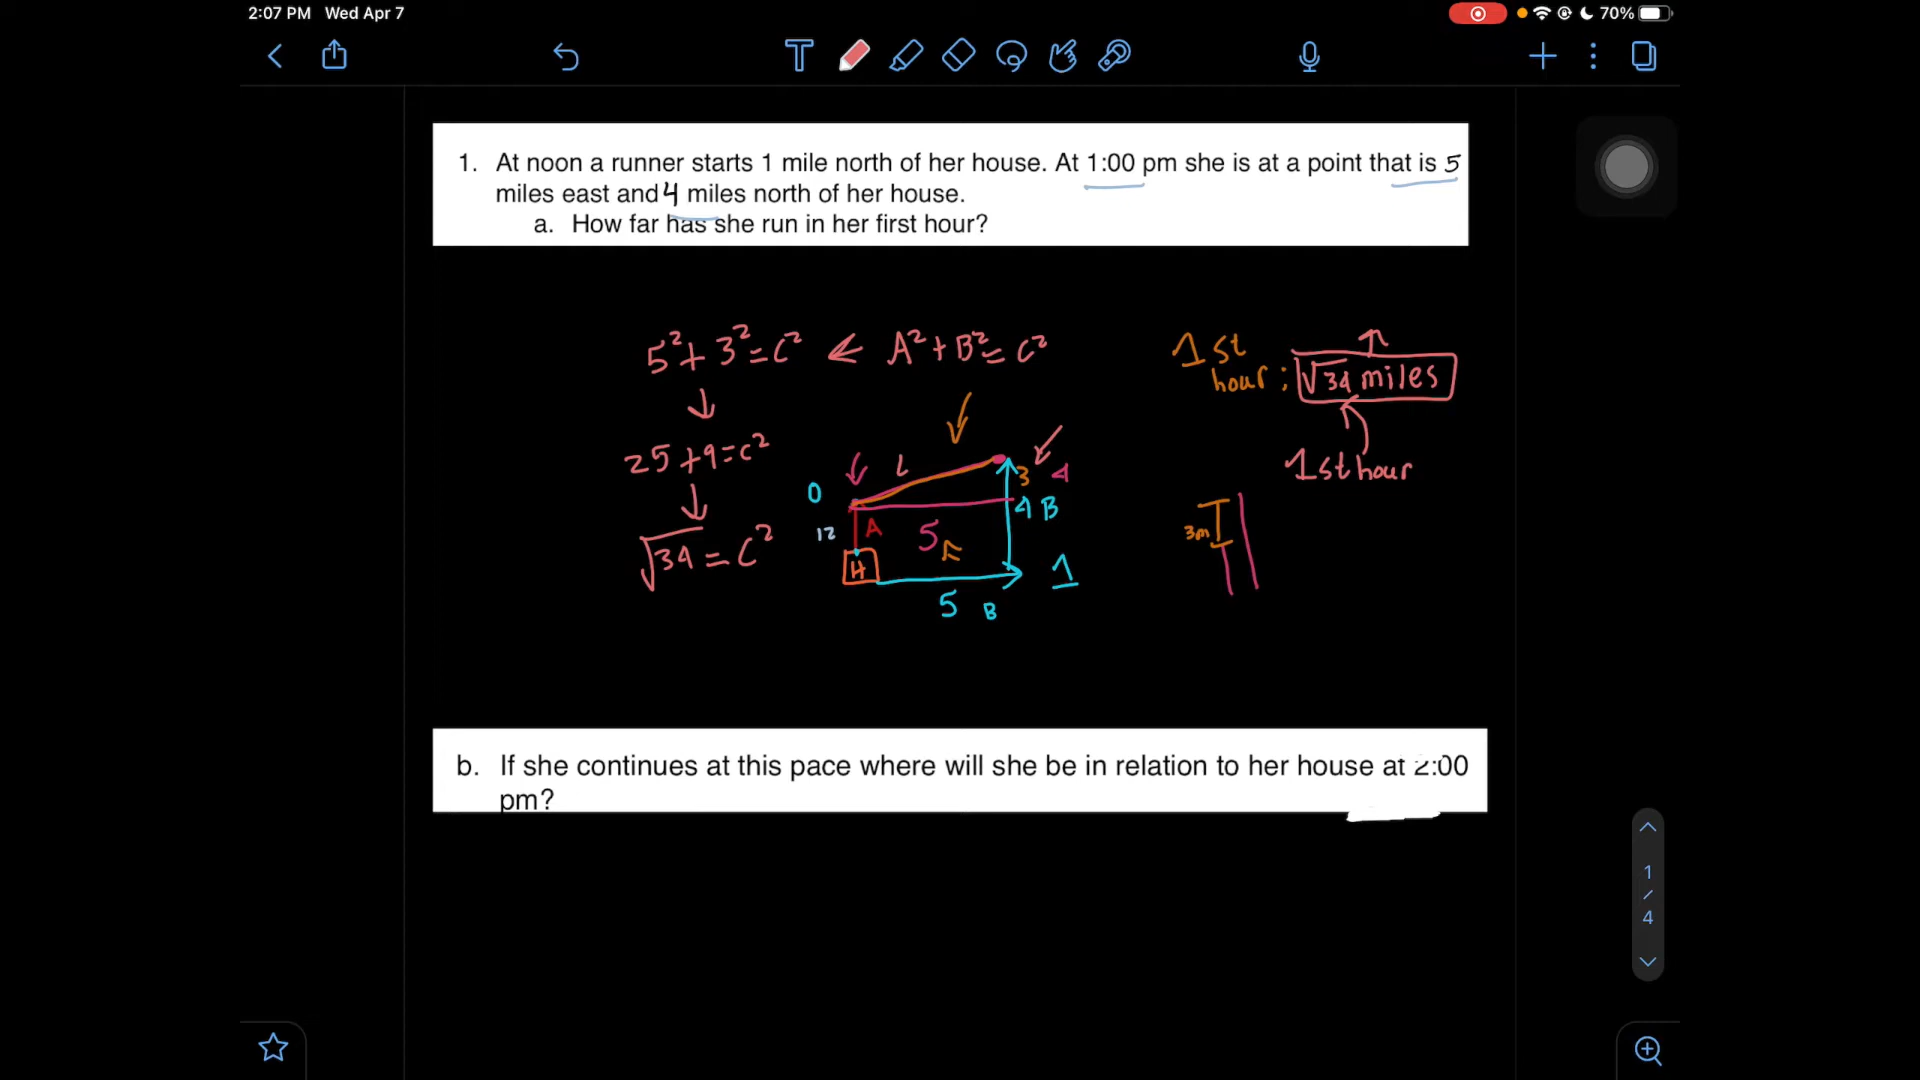 2:07 PM Wed Apr 7
70%
1. At noon a runner starts 1 mile north of her house. At 1:00 pm she is at a point that is 5
miles east and 4 miles north of her house.
a. How far has she run in her first hour?
5²+3²=C² < A²+B²=C²
1st
hour: √34 miles
25+9=C²
1st hour
3 4
0
4 B
12 A 5
3m
√34=C²
H 1
5 B
b. If she continues at this pace where will she be in relation to her house at 2:00
pm?
1
/
4